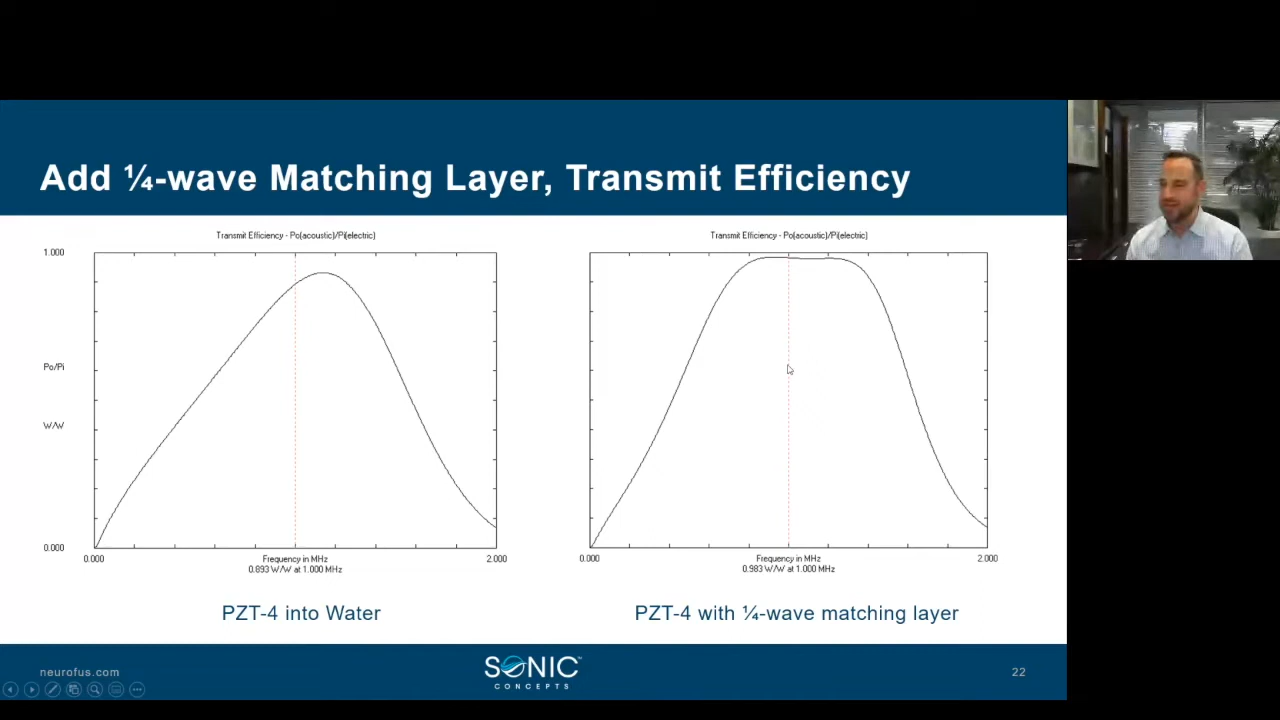 Add ¼-wave Matching Layer, Transmit Efficiency
Transmit Efficiency - Po(acoustic)/Pi(electric)
1.000
Po/Pi
W/W
0.000
0.000
2.000
Frequency in MHz
0.893 W/W at 1.000 MHz
PZT-4 into Water
Transmit Efficiency - Po(acoustic)/Pi(electric)
0.000
2.000
Frequency in MHz
0.983 W/W at 1.000 MHz
PZT-4 with ¼-wave matching layer
neurofus.com
SONIC™
CONCEPTS
22